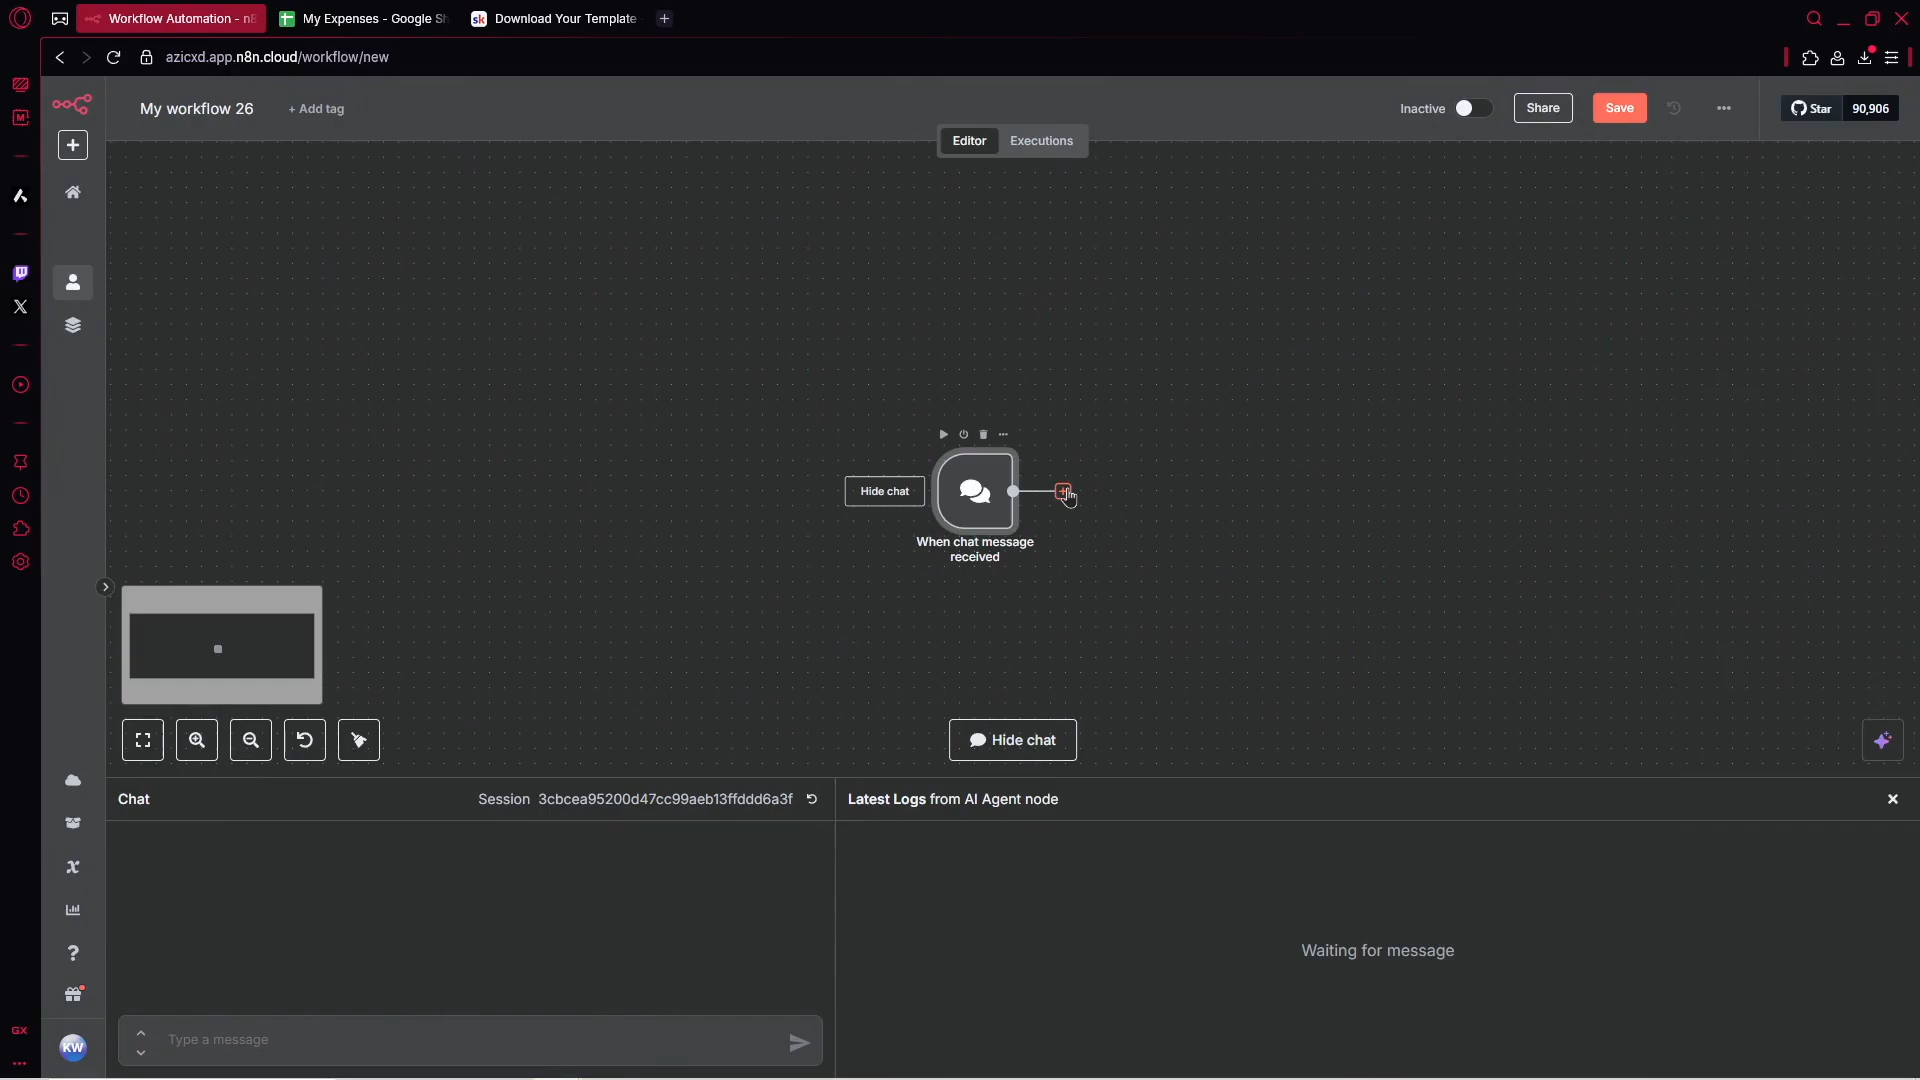 Workflow Automation - n8
My Expenses - Google Sh
sk
Download Your Template
azicxd.app.n8n.cloud/workflow/new
My workflow 26
+ Add tag
Inactive
Share
Save
Star
90,906
Editor
Executions
Hide chat
When chat message
received
Hide chat
Chat
Session 3cbcea95200d47cc99aeb13ffddd6a3f
Latest Logs from AI Agent node
Waiting for message
Type a message
GX
KW